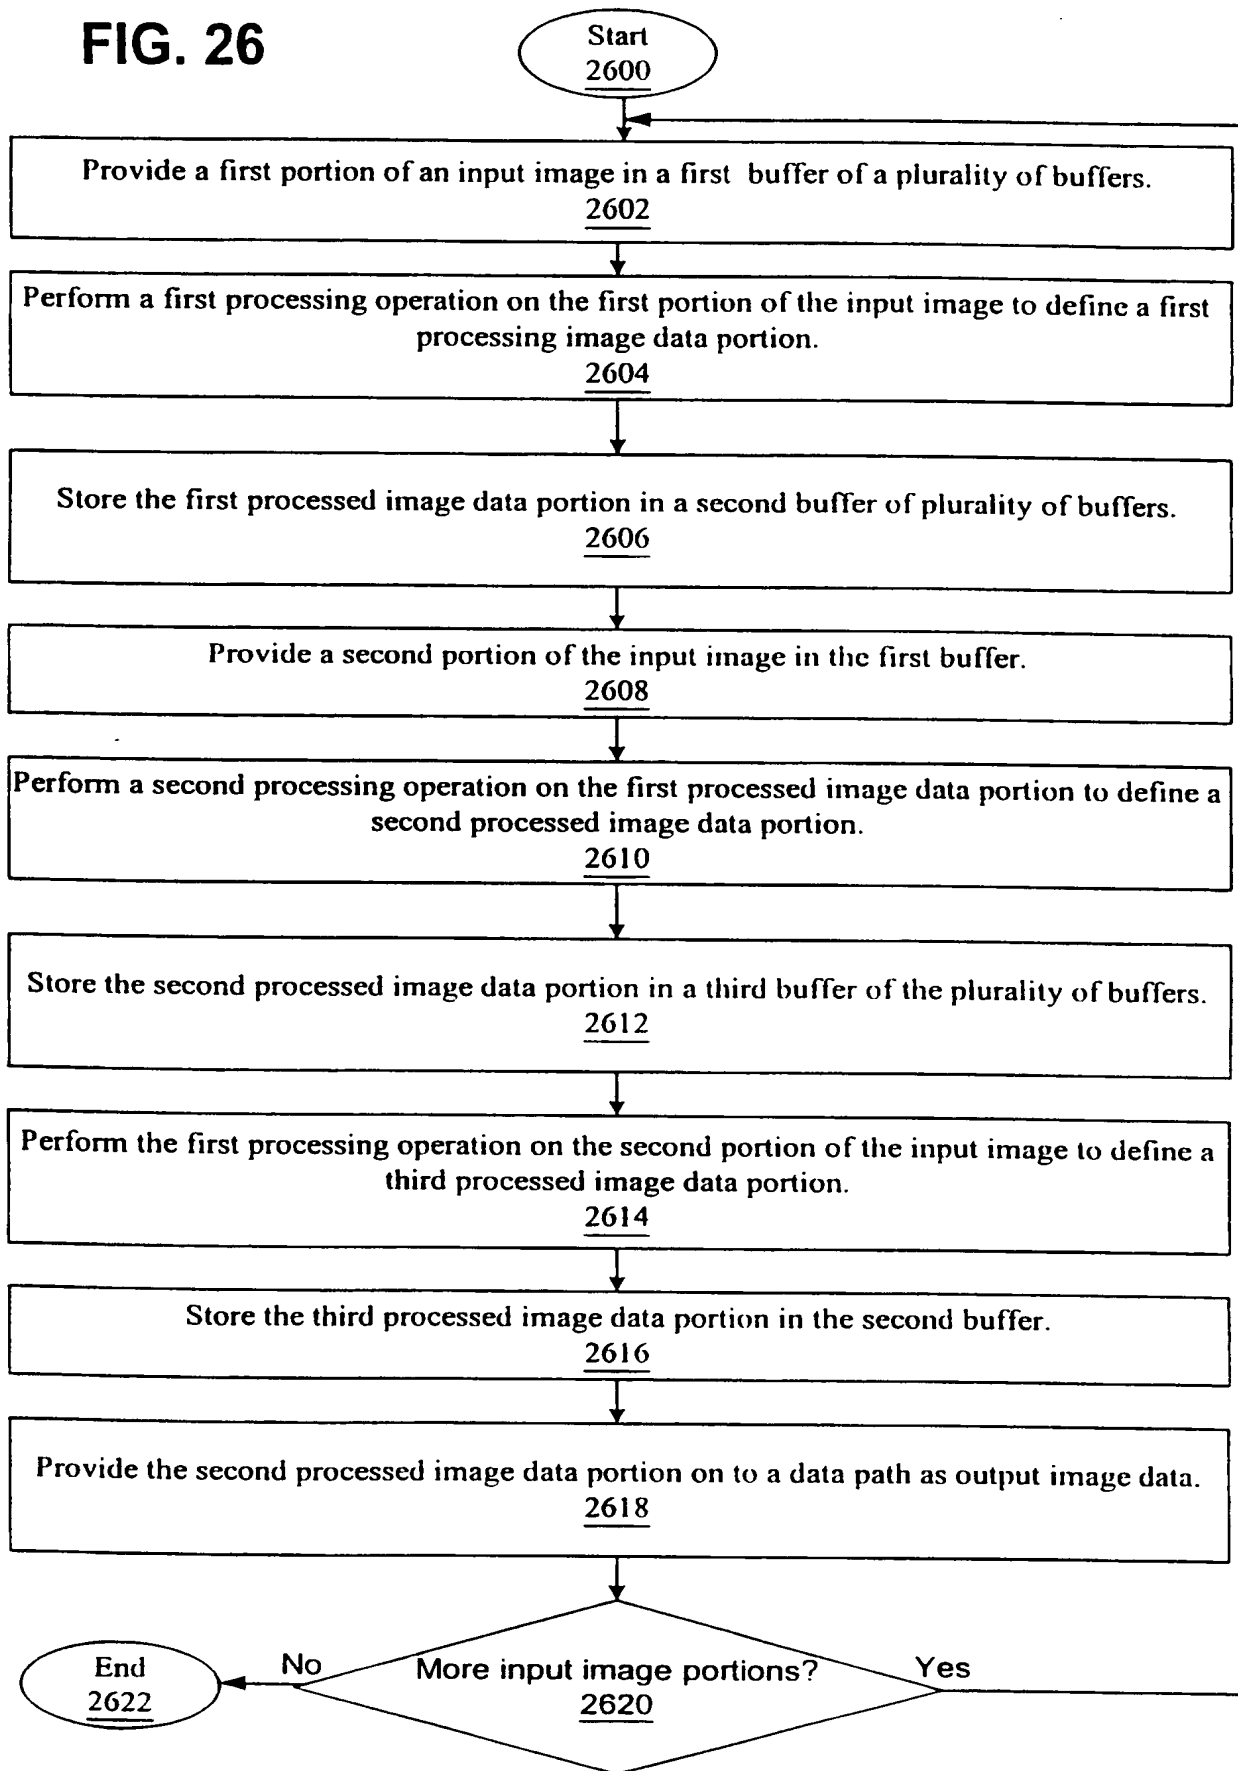 FIG. 26
Start
2600
Provide a first portion of an input image in a first buffer of a plurality of buffers.
2602
Perform a first processing operation on the first portion of the input image to define a first
processing image data portion.
2604
Store the first processed image data portion in a second buffer of plurality of buffers.
2606
Provide a second portion of the input image in the first buffer.
2608
Perform a second processing operation on the first processed image data portion to define a
second processed image data portion.
2610
Store the second processed image data portion in a third buffer of the plurality of buffers.
2612
Perform the first processing operation on the second portion of the input image to define a
third processed image data portion.
2614
Store the third processed image data portion in the second buffer.
2616
Provide the second processed image data portion on to a data path as output image data.
2618
End
2622
No
More input image portions?
2620
Yes